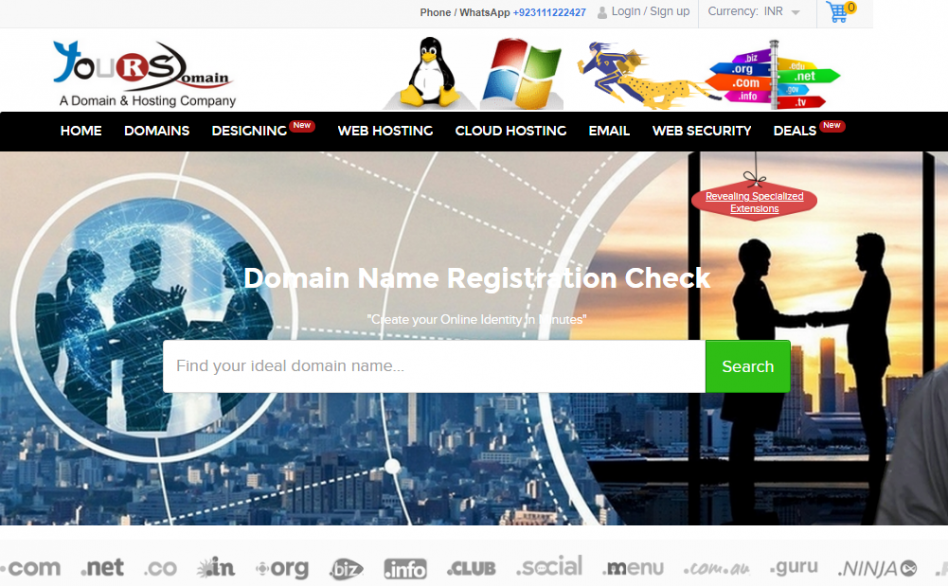 Phone / WhatsApp +923111222427 Login / Sign up Currency: INR 0
YOURSDomain
A Domain & Hosting Company
.biz
.org
.com
.info
.edu
.net
.gov
.tv
HOME DOMAINS DESIGNING New WEB HOSTING CLOUD HOSTING EMAIL WEB SECURITY DEALS New
Revealing Specialized
Extensions
Domain Name Registration Check
"Create your Online Identity in Minutes"
Find your ideal domain name... Search
.com .net .co .in .org .biz .info .CLUB .social .menu .com.au .guru .NINJA